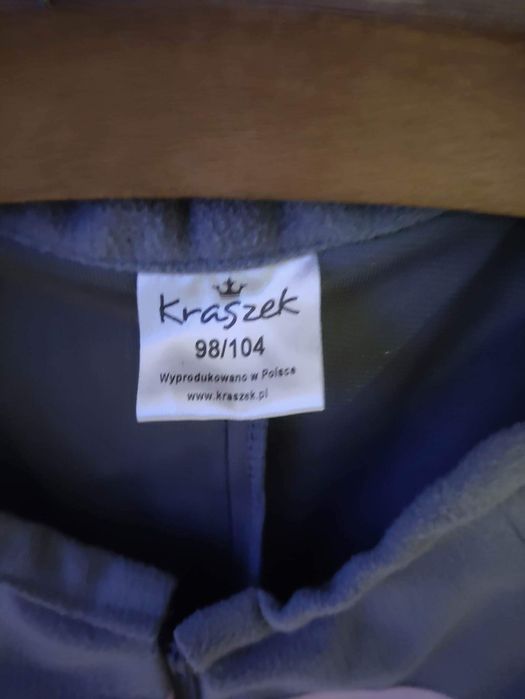 Kraszek
98/104
Wyprodukowano w Polsce
www.kraszek.pl